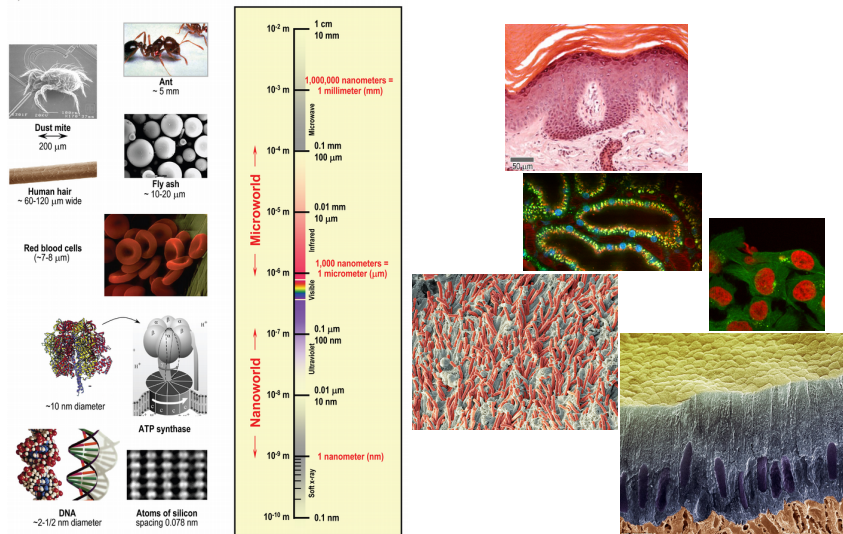 Ant
~ 5 mm
Dust mite
200 µm
Human hair
~ 60-120 µm wide
Fly ash
~ 10-20 µm
Red blood cells
(~7-8 µm)
~10 nm diameter
ATP synthase
DNA
~2-1/2 nm diameter
Atoms of silicon
spacing 0.078 nm
Microworld
Nanoworld
10⁻² m
1 cm
10 mm
1,000,000 nanometers =
10⁻³ m
1 millimeter (mm)
Microwave
10⁻⁴ m
0.1 mm
100 µm
10⁻⁵ m
0.01 mm
10 µm
Infrared
1,000 nanometers =
10⁻⁶ m
1 micrometer (µm)
Visible
10⁻⁷ m
0.1 µm
100 nm
Ultraviolet
10⁻⁸ m
0.01 µm
10 nm
10⁻⁹ m
1 nanometer (nm)
Soft x-ray
10⁻¹⁰ m
0.1 nm
50 µm